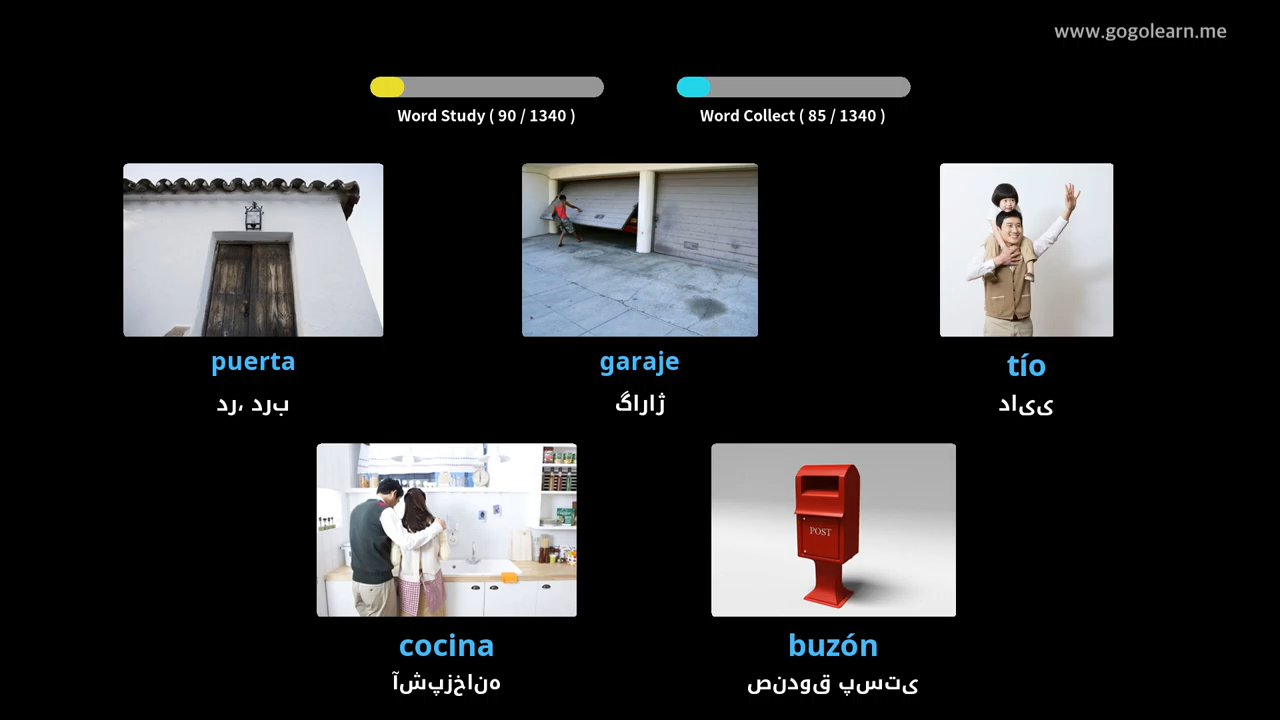 www.gogolearn.me
Word Study ( 90 / 1340 )
Word Collect ( 85 / 1340 )
puerta
garaje
tío
در، درب
گاراژ
دایی
POST
cocina
buzón
آشپزخانه
صندوق پستی